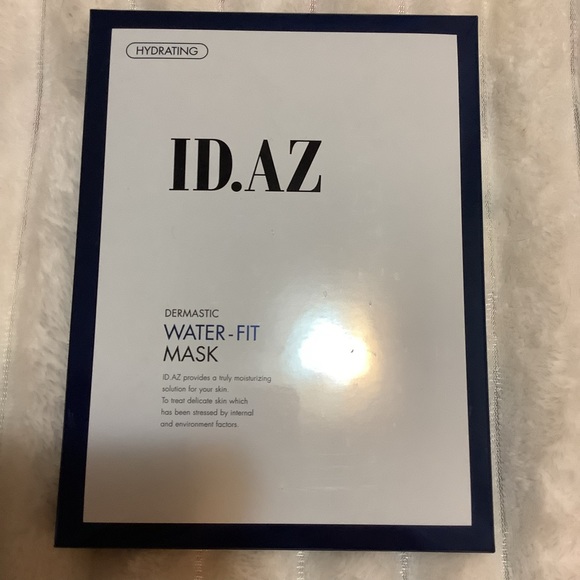 HYDRATING
ID.AZ
DERMASTIC
WATER-FIT
MASK
ID.AZ provides a truly moisturizing
solution for your skin.
To treat delicate skin which
has been stressed by internal
and environment factors.